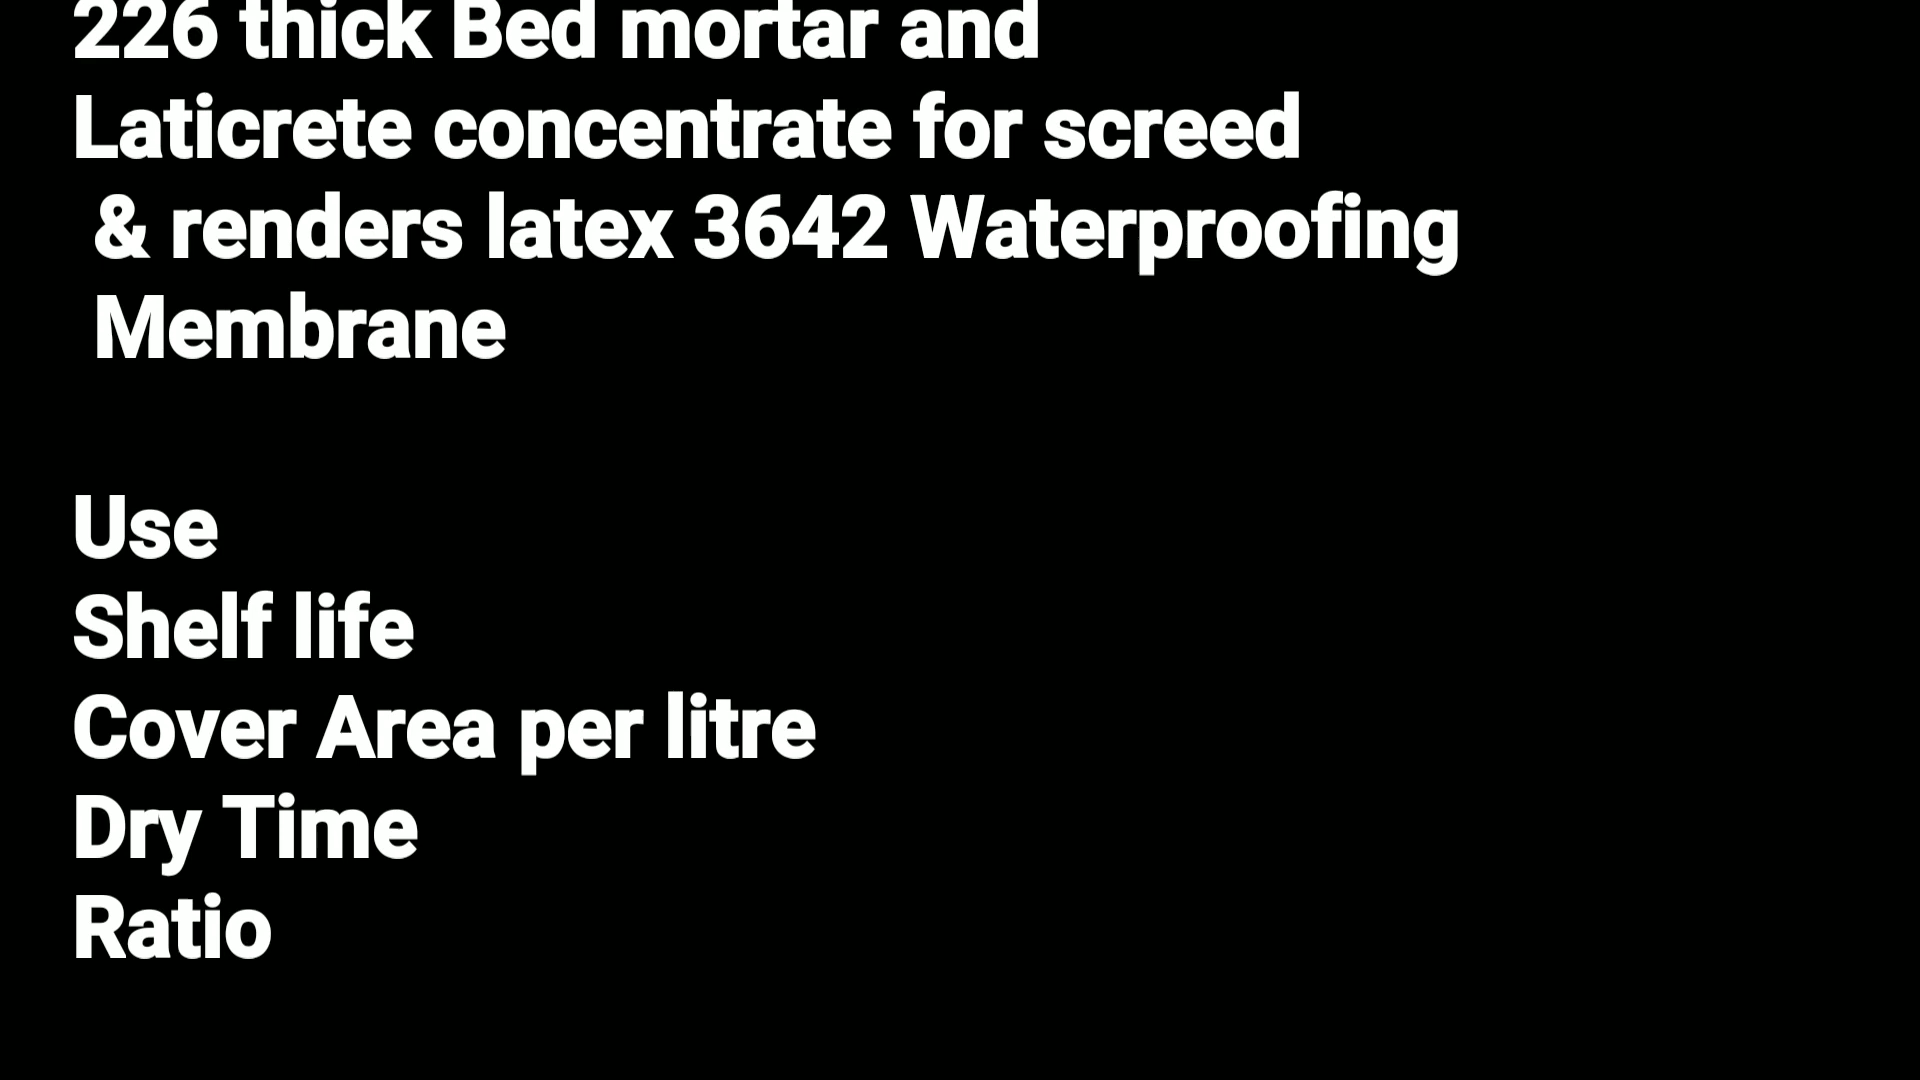 226 thick Bed mortar and
Laticrete concentrate for screed
& renders latex 3642 Waterproofing
Membrane
Use
Shelf life
Cover Area per litre
Dry Time
Ratio